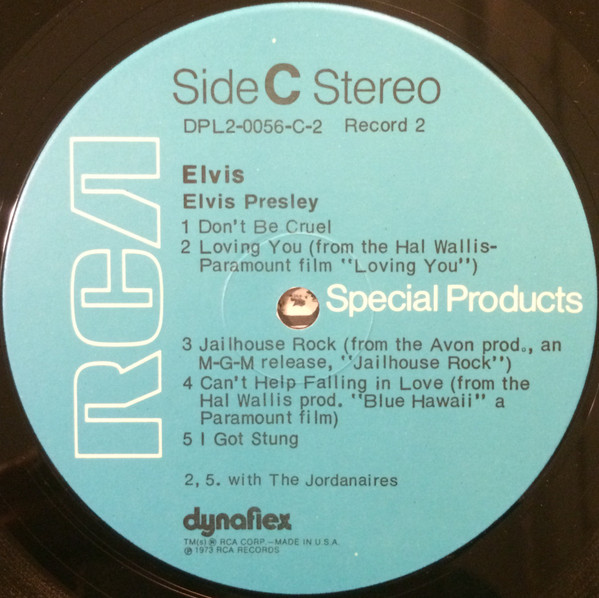 Side C Stereo
DPL2-0056-C-2 Record 2
RCA
Elvis
Elvis Presley
1 Don't Be Cruel
2 Loving You (from the Hal Wallis-
Paramount film "Loving You")
Special Products
3 Jailhouse Rock (from the Avon prod., an
M-G-M release, "Jailhouse Rock")
4 Can't Help Falling in Love (from the
Hal Wallis prod. "Blue Hawaii" a
Paramount film)
5 I Got Stung
2, 5. with The Jordanaires
dynaflex
TM(s) ® RCA CORP.—MADE IN U.S.A.
℗ 1973 RCA RECORDS